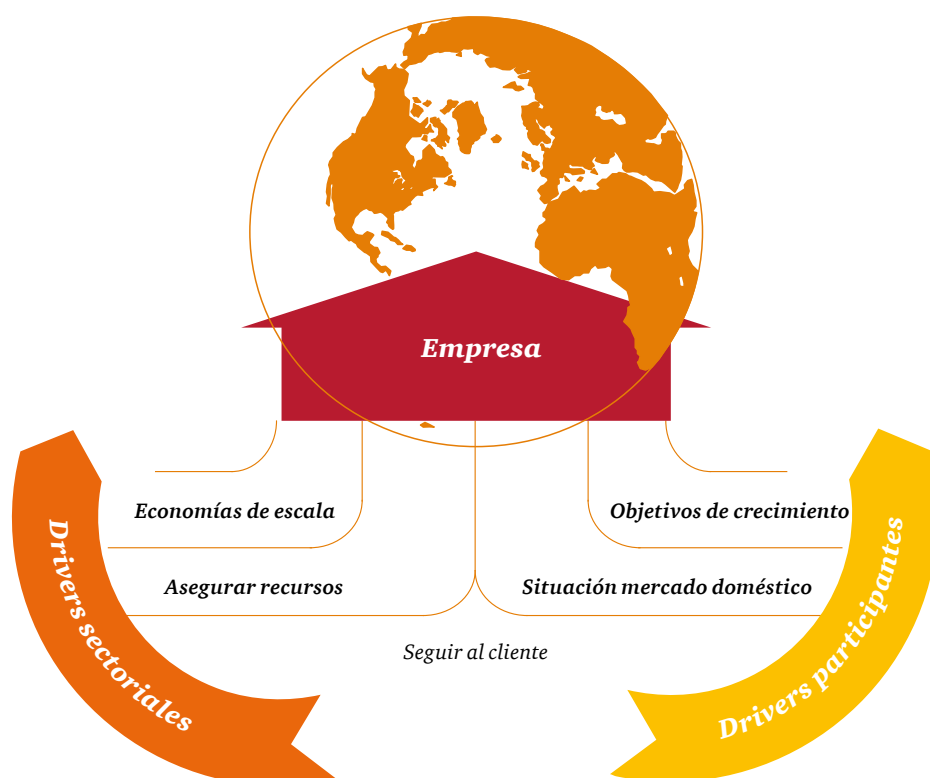 Empresa
Economías de escala
Objetivos de crecimiento
Asegurar recursos
Situación mercado doméstico
Seguir al cliente
Drivers sectoriales
Drivers participantes